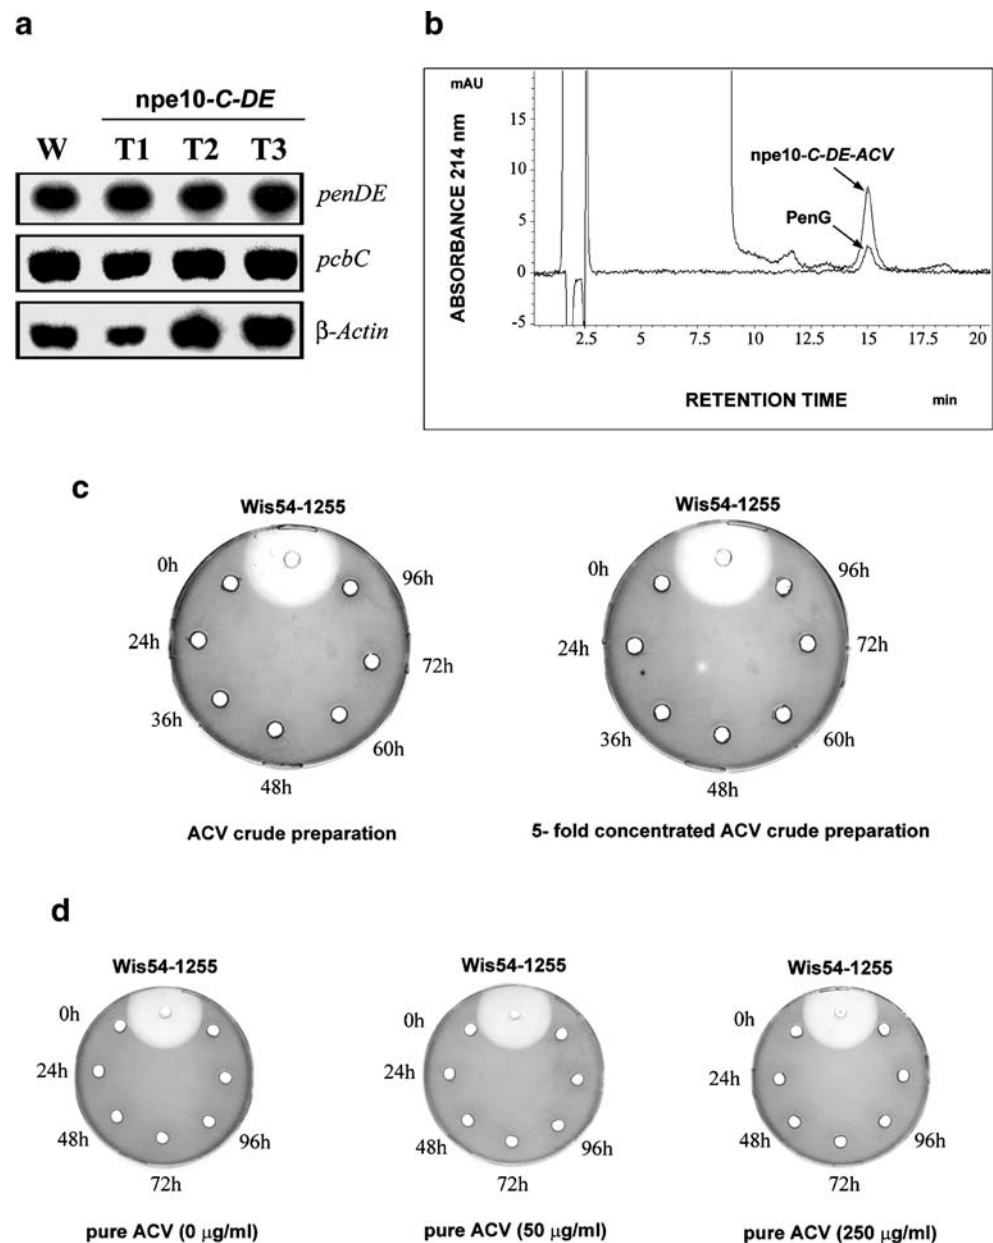 a
npe10-C-DE
W T1 T2 T3
penDE
pcbC
β-Actin
b
mAU
ABSORBANCE 214 nm
15
10
5
0
-5
npe10-C-DE-ACV
PenG
2.5 5 7.5 10 12.5 15 17.5 20
RETENTION TIME min
c
Wis54-1255
0h
24h
36h
48h
60h
72h
96h
ACV crude preparation
Wis54-1255
0h
24h
36h
48h
60h
72h
96h
5- fold concentrated ACV crude preparation
d
Wis54-1255
0h
24h
48h
72h
96h
pure ACV (0 μg/ml)
Wis54-1255
0h
24h
48h
72h
96h
pure ACV (50 μg/ml)
Wis54-1255
0h
24h
48h
72h
96h
pure ACV (250 μg/ml)